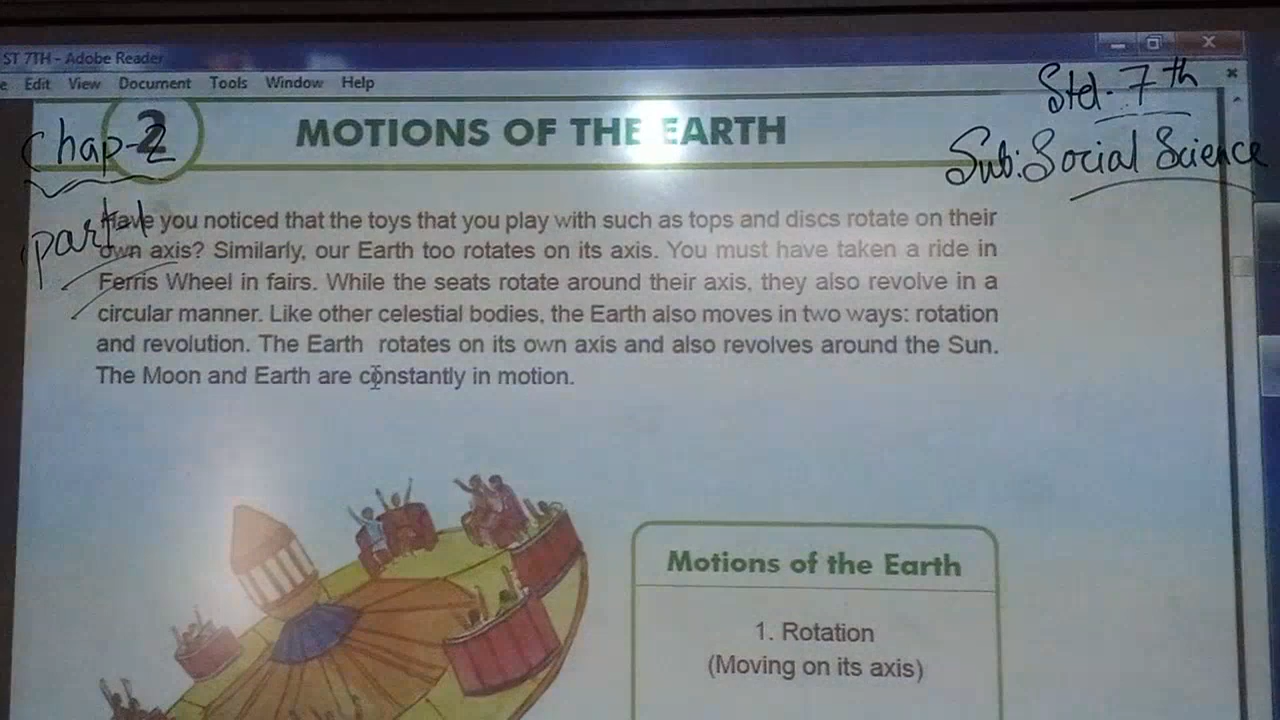 ST 7TH - Adobe Reader
Edit View Document Tools Window Help
Std- 7th
Sub: Social Science
2
Chap-2
MOTIONS OF THE EARTH
part-1
Have you noticed that the toys that you play with such as tops and discs rotate on their
own axis? Similarly, our Earth too rotates on its axis. You must have taken a ride in
Ferris Wheel in fairs. While the seats rotate around their axis, they also revolve in a
circular manner. Like other celestial bodies, the Earth also moves in two ways: rotation
and revolution. The Earth rotates on its own axis and also revolves around the Sun.
The Moon and Earth are constantly in motion.
Motions of the Earth
1. Rotation
(Moving on its axis)